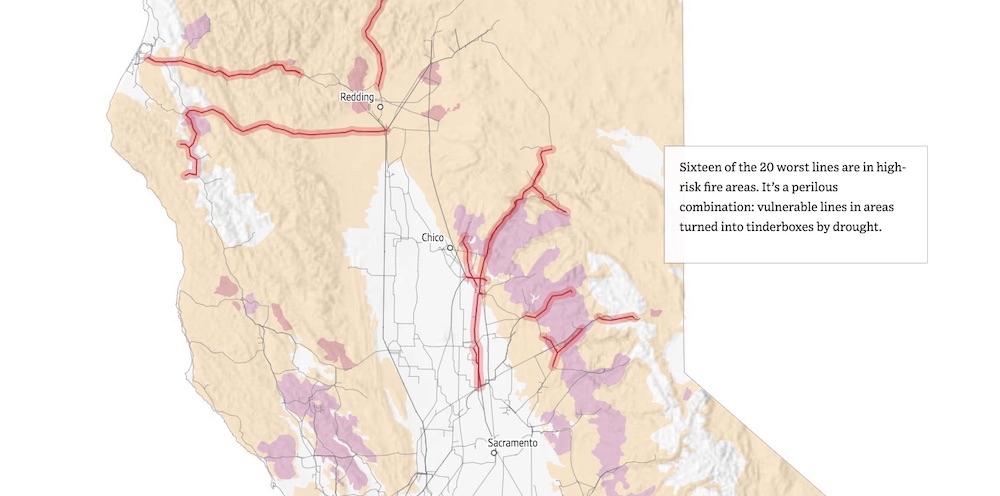 Redding
Sixteen of the 20 worst lines are in high-
risk fire areas. It’s a perilous
combination: vulnerable lines in areas
turned into tinderboxes by drought.
Chico
Sacramento